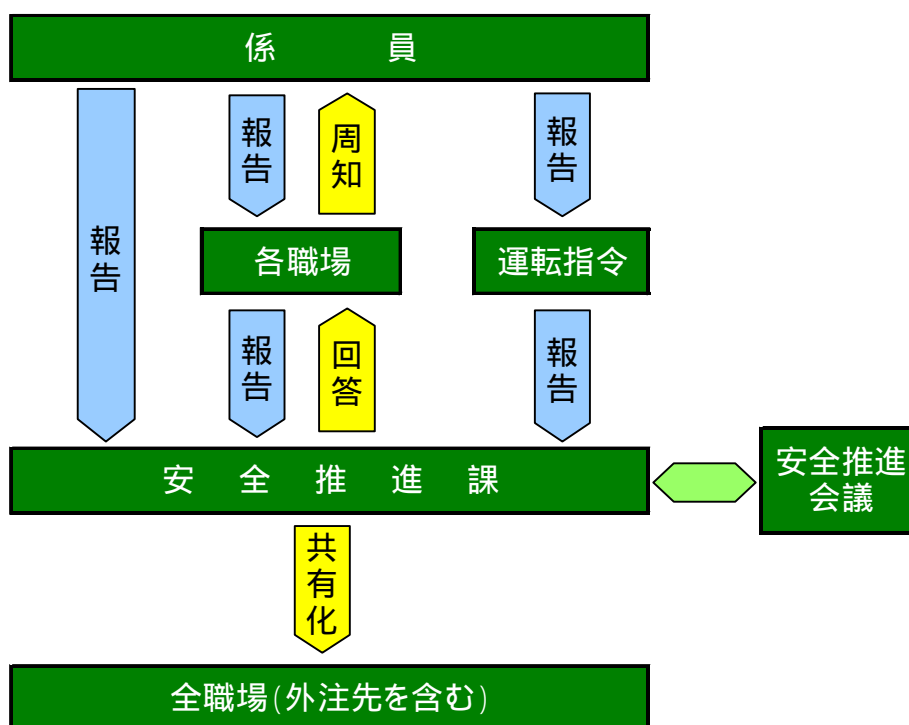 係員
報告
周知
報告
報告
各職場
運転指令
報告
回答
報告
安全推進課
安全推進
会議
共有化
全職場(外注先を含む)